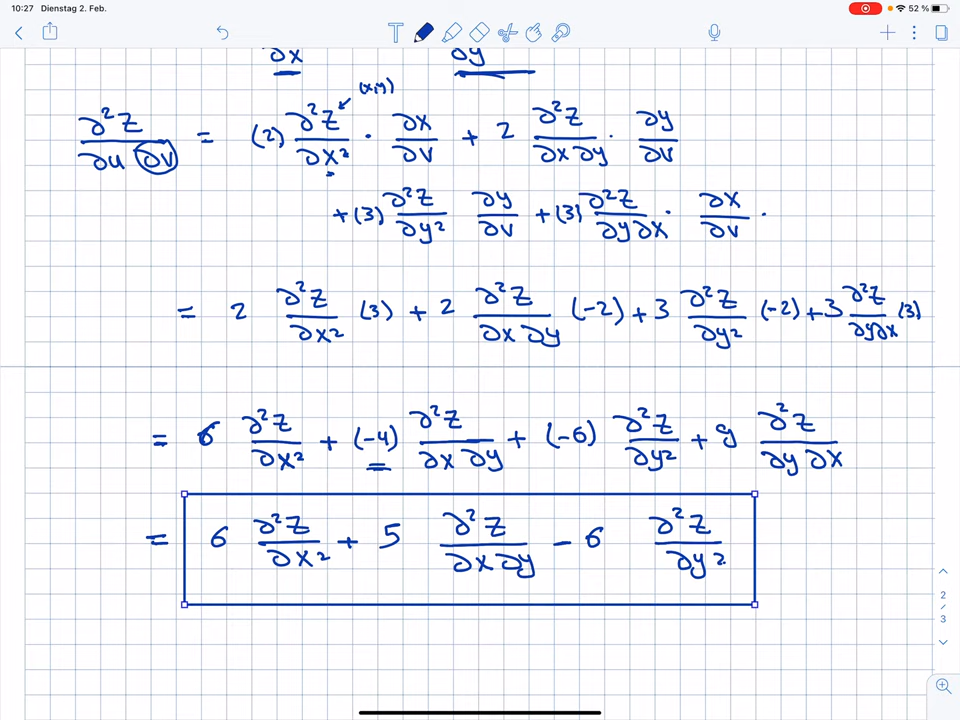 10:27 Dienstag 2. Feb. 52 %
∂x ∂y
(x,y)
∂²z/∂u ∂v = (2) ∂²z/∂x² · ∂x/∂v + 2 ∂²z/∂x ∂y · ∂y/∂v
+ (3) ∂²z/∂y² ∂y/∂v + (3) ∂²z/∂y∂x · ∂x/∂v ·
= 2 ∂²z/∂x² (3) + 2 ∂²z/∂x ∂y (-2) + 3 ∂²z/∂y² (-2) + 3 ∂²z/∂y∂x (3)
= 6 ∂²z/∂x² + (-4) ∂²z/∂x ∂y + (-6) ∂²z/∂y² + 9 ∂²z/∂y ∂x
= 6 ∂²z/∂x² + 5 ∂²z/∂x∂y - 6 ∂²z/∂y²
2
/
3